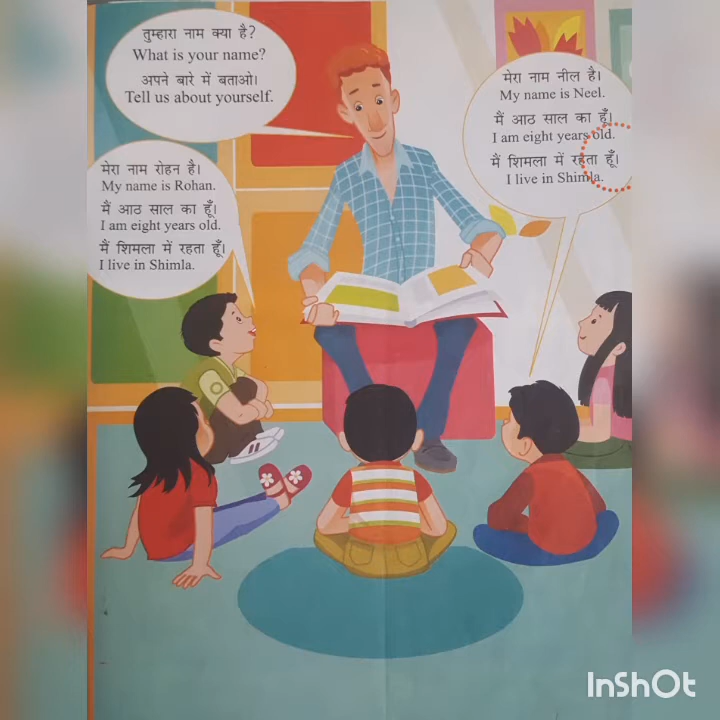 तुम्हारा नाम क्या है?
What is your name?
अपने बारे में बताओ।
Tell us about yourself.
मेरा नाम रोहन है।
My name is Rohan.
मैं आठ साल का हूँ।
I am eight years old.
मैं शिमला में रहता हूँ।
I live in Shimla.
मेरा नाम नील है।
My name is Neel.
मैं आठ साल का हूँ।
I am eight years old.
मैं शिमला में रहता हूँ।
I live in Shimla.
InShOt